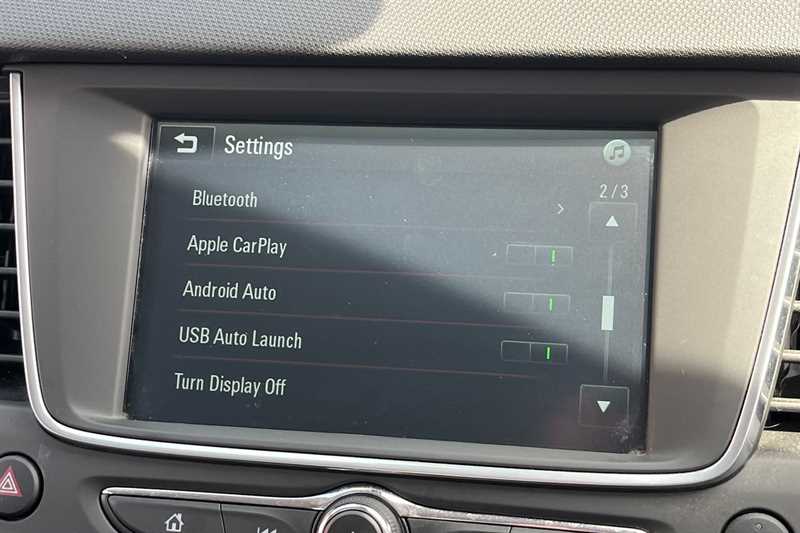 Settings
2/3
Bluetooth
Apple CarPlay
Android Auto
USB Auto Launch
Turn Display Off